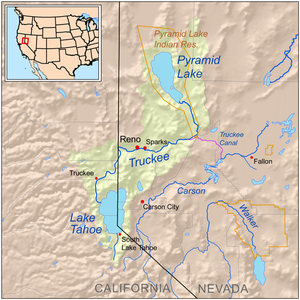 Pyramid Lake
Indian Res.
Pyramid
Lake
Reno
Sparks
Truckee
Truckee
Canal
Fallon
Truckee
Carson
Carson City
Walker
Lake
Tahoe
South
Lake Tahoe
CALIFORNIA
NEVADA